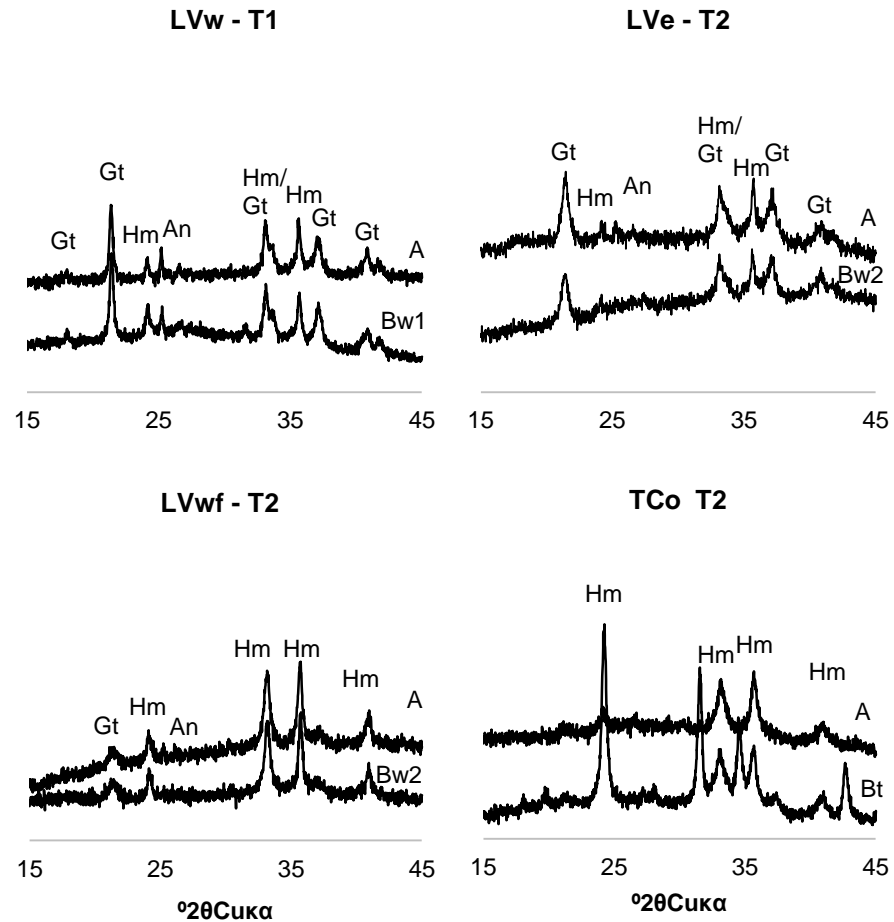 LVw - T1
Gt
Gt
Hm
An
Hm/
Gt
Hm
Gt
Gt
A
Bw1
15
25
35
45
LVe - T2
Gt
Hm
An
Hm/
Gt
Hm
Gt
Gt
A
Bw2
15
25
35
45
LVwf - T2
Gt
Hm
An
Hm
Hm
Hm
A
Bw2
15
25
35
45
º2θCuκα
TCo T2
Hm
Hm
Hm
Hm
A
Bt
15
25
35
45
º2θCuκα